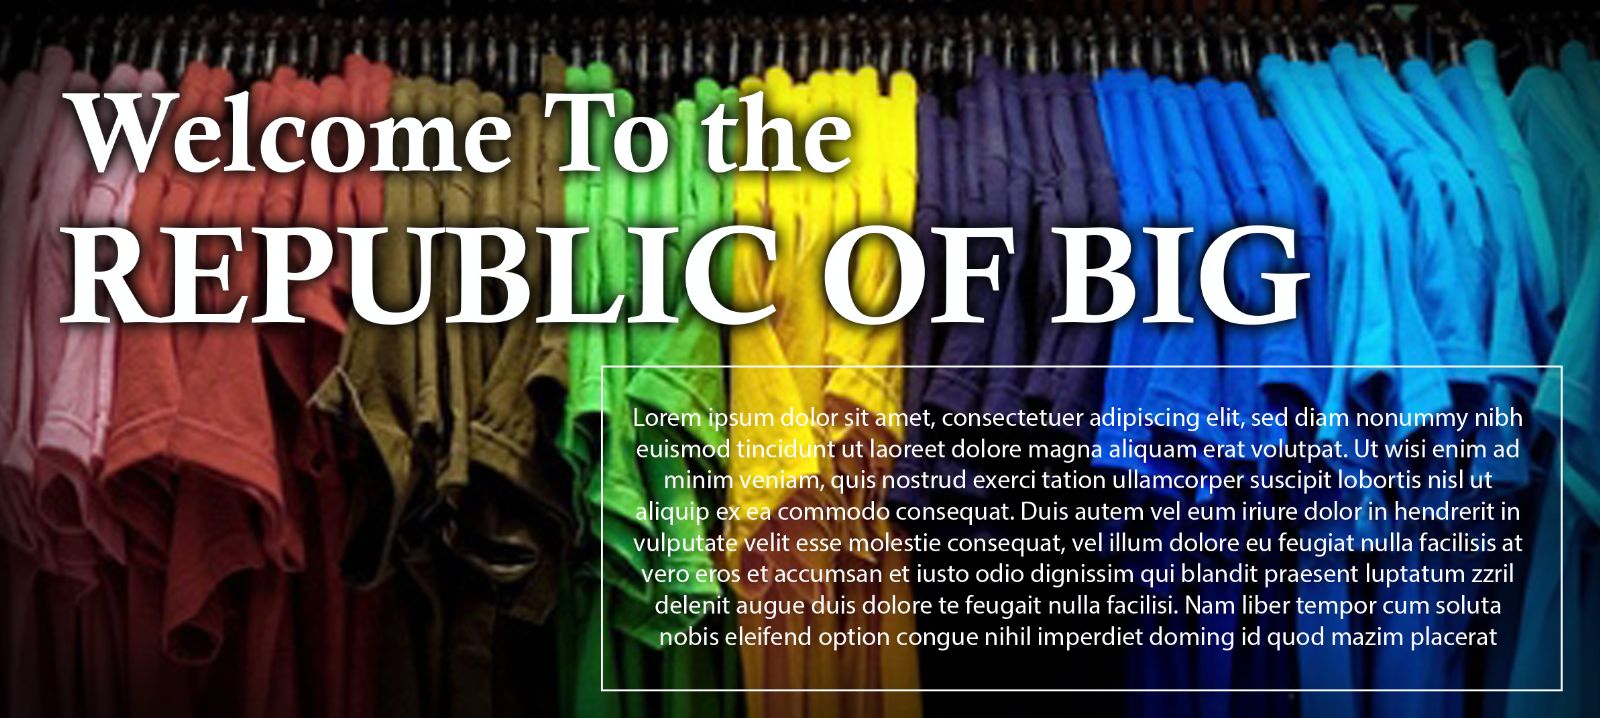 Welcome To the
REPUBLIC OF BIG
Lorem ipsum dolor sit amet, consectetuer adipiscing elit, sed diam nonummy nibh
euismod tincidunt ut laoreet dolore magna aliquam erat volutpat. Ut wisi enim ad
minim veniam, quis nostrud exerci tation ullamcorper suscipit lobortis nisl ut
aliquip ex ea commodo consequat. Duis autem vel eum iriure dolor in hendrerit in
vulputate velit esse molestie consequat, vel illum dolore eu feugiat nulla facilisis at
vero eros et accumsan et iusto odio dignissim qui blandit praesent luptatum zzril
delenit augue duis dolore te feugait nulla facilisi. Nam liber tempor cum soluta
nobis eleifend option congue nihil imperdiet doming id quod mazim placerat